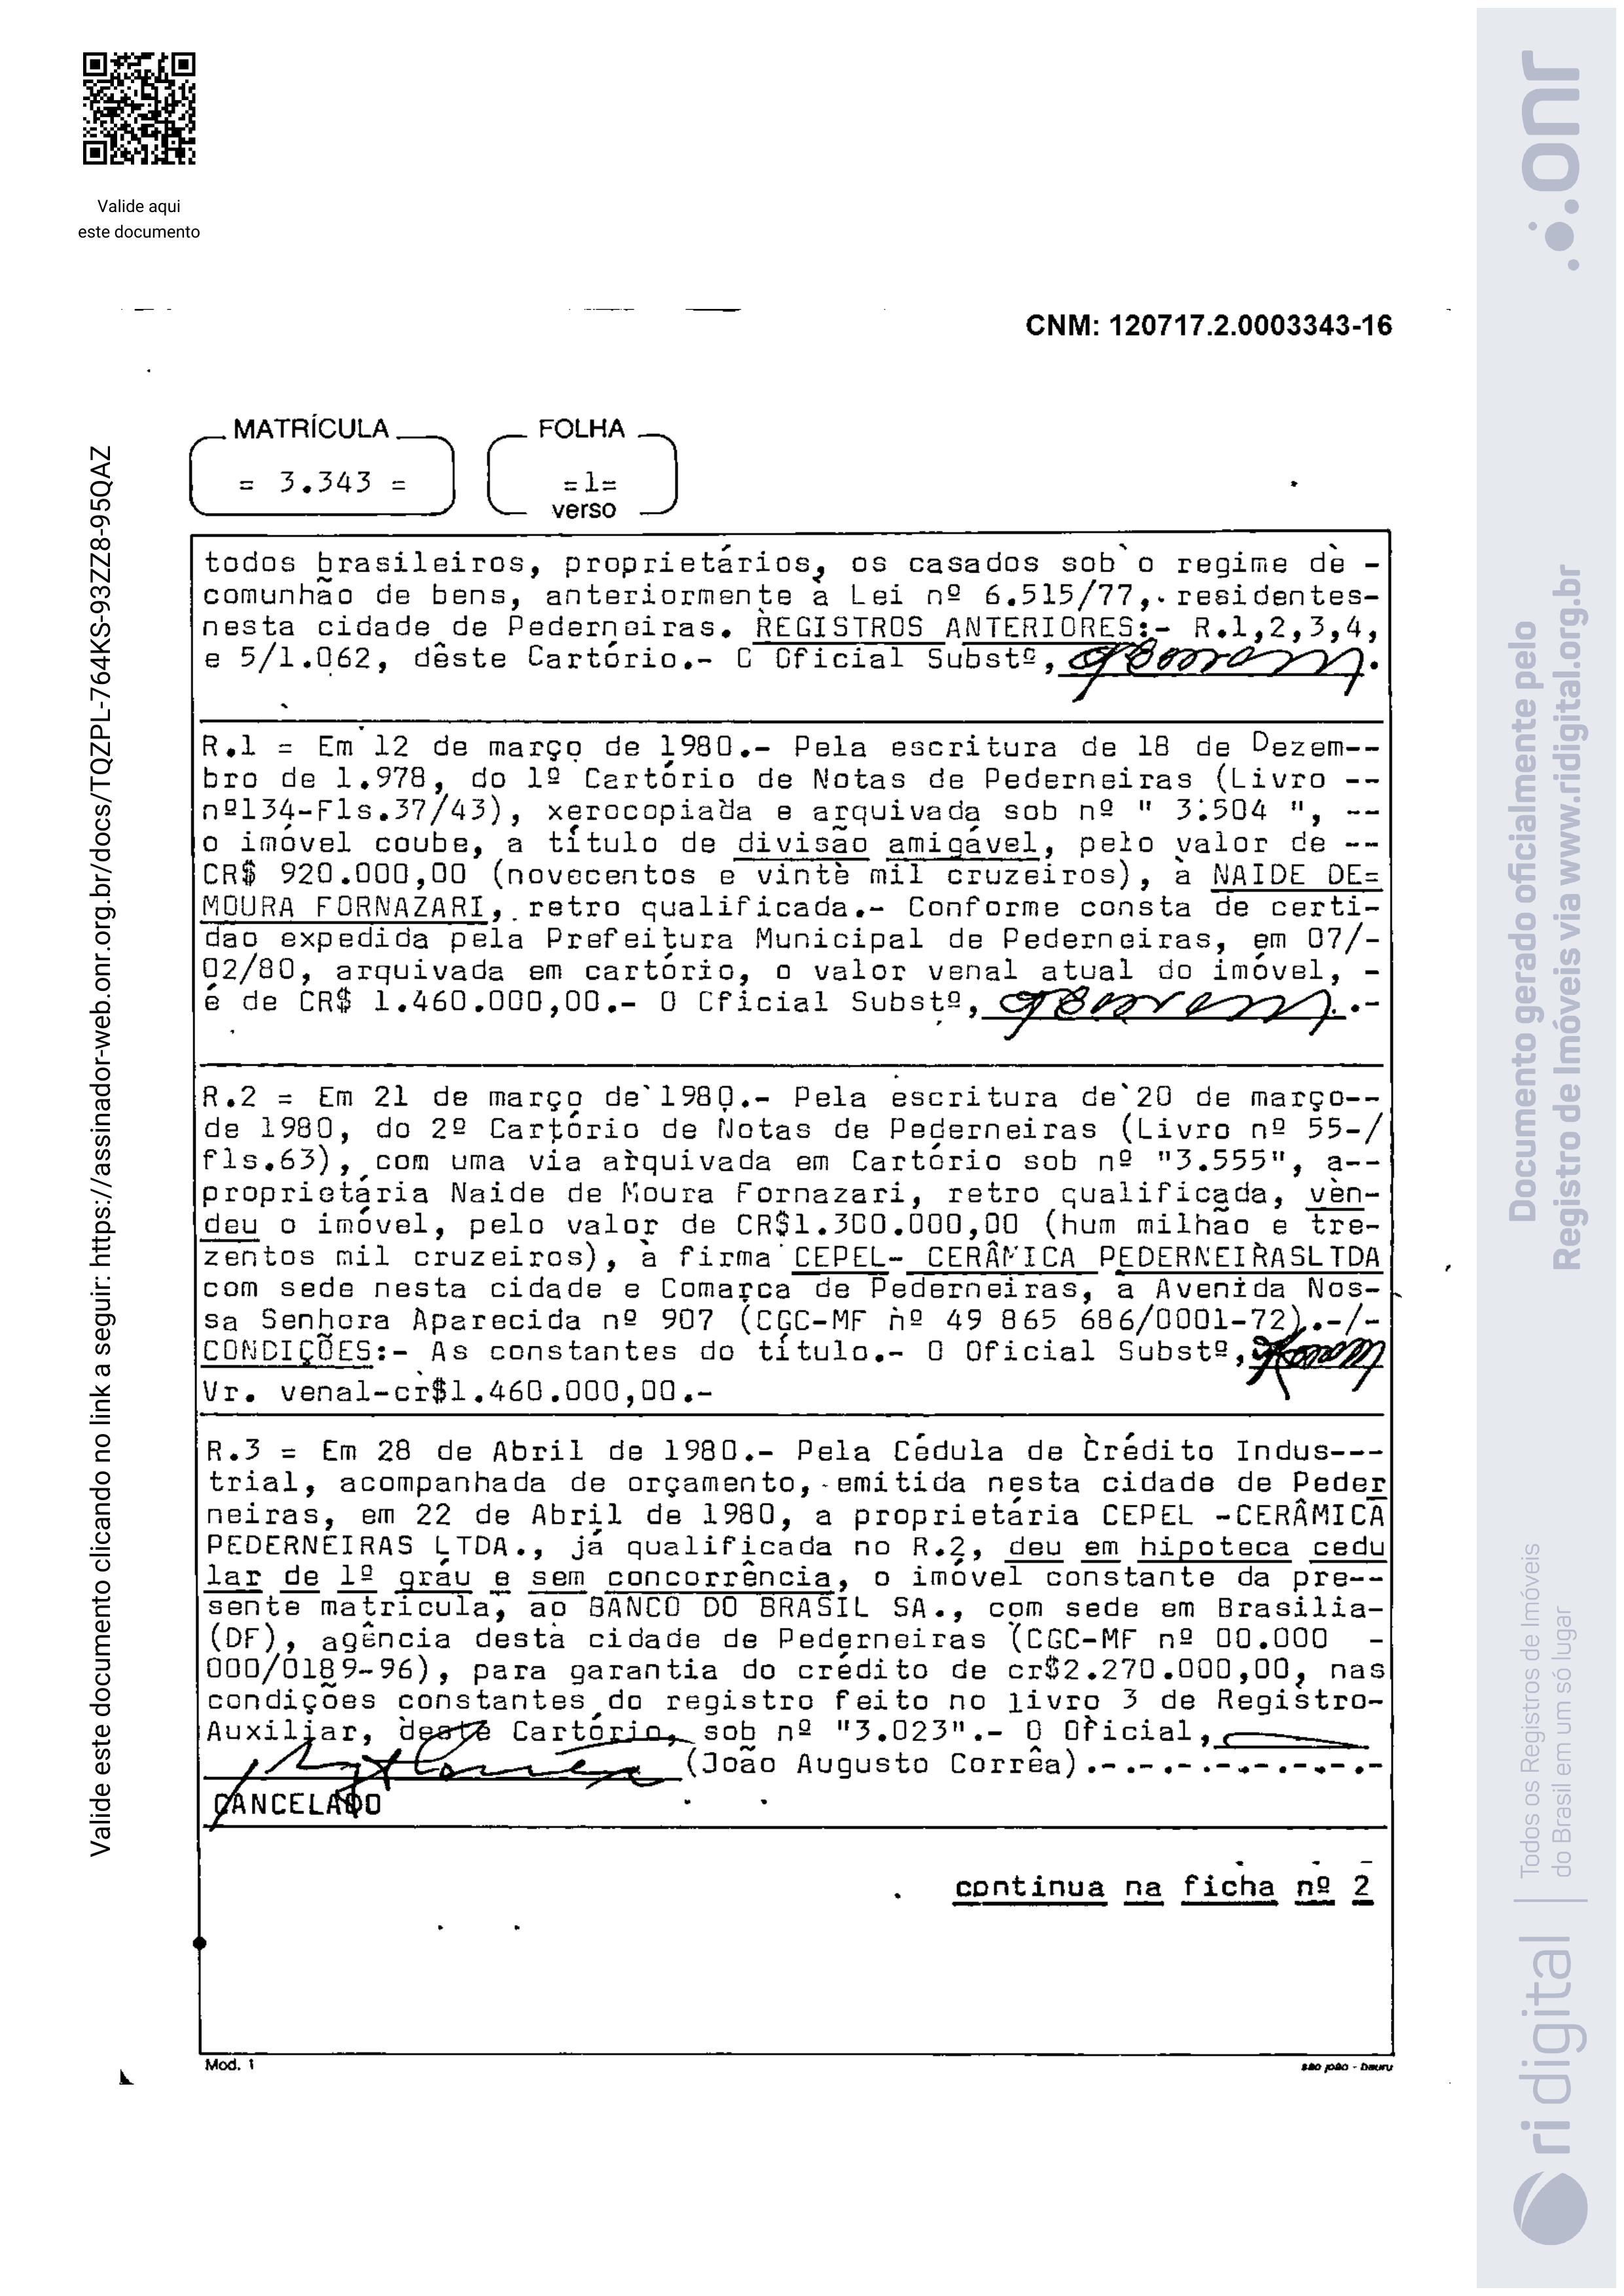 Valide aqui
este documento
CNM: 120717.2.0003343-16
MATRÍCULA
= 3.343 =
FOLHA
=1=
verso
todos brasileiros, proprietários, os casados sob o regime de -
comunhão de bens, anteriormente à Lei nº 6.515/77, residentes-
nesta cidade de Pederneiras. REGISTROS ANTERIORES:- R.1,2,3,4,
e 5/1.062, dêste Cartório.- O Oficial Substº,
R.1 = Em 12 de março de 1980.- Pela escritura de 18 de Dezem--
bro de 1.978, do 1º Cartório de Notas de Pederneiras (Livro --
nº134-Fls.37/43), xerocopiada e arquivada sob nº " 3.504 ", --
o imóvel coube, a título de divisão amigável, pelo valor de --
CR$ 920.000,00 (novecentos e vinte mil cruzeiros), à NAIDE DE=
MOURA FORNAZARI, retro qualificada.- Conforme consta de certi-
dao expedida pela Prefeitura Municipal de Pederneiras, em 07/-
02/80, arquivada em cartório, o valor venal atual do imóvel, -
é de CR$ 1.460.000,00.- O Oficial Substº, .-
R.2 = Em 21 de março de 1980.- Pela escritura de 20 de março--
de 1980, do 2º Cartório de Notas de Pederneiras (Livro nº 55-/
fls.63), com uma via arquivada em Cartório sob nº "3.555", a--
proprietária Naide de Moura Fornazari, retro qualificada, ven-
deu o imóvel, pelo valor de CR$1.300.000,00 (hum milhão e tre-
zentos mil cruzeiros), à firma CEPEL- CERÂMICA PEDERNEIRASLTDA
com sede nesta cidade e Comarca de Pederneiras, a Avenida Nos-
sa Senhora Aparecida nº 907 (CGC-MF nº 49 865 686/0001-72).-/-
CONDIÇÕES:- As constantes do título.- O Oficial Substº,
Vr. venal-cr$1.460.000,00.-
R.3 = Em 28 de Abril de 1980.- Pela Cédula de Crédito Indus---
trial, acompanhada de orçamento, emitida nesta cidade de Peder
neiras, em 22 de Abril de 1980, a proprietária CEPEL -CERÂMICA
PEDERNEIRAS LTDA., já qualificada no R.2, deu em hipoteca cedu
lar de 1º gráu e sem concorrência, o imóvel constante da pre--
sente matrícula, ao BANCO DO BRASIL SA., com sede em Brasilia-
(DF), agência desta cidade de Pederneiras (CGC-MF nº 00.000 -
000/0189-96), para garantia do crédito de cr$2.270.000,00, nas
condições constantes do registro feito no livro 3 de Registro-
Auxiliar, deste Cartório, sob nº "3.023".- O Oficial,
(João Augusto Corrêa).-.-.-.-.-.-.-.-
CANCELADO
continua na ficha nº 2
Mod. 1
são joão - bauru
Valide este documento clicando no link a seguir: https://assinador-web.onr.org.br/docs/TQZPL-764KS-93ZZ8-95QAZ
onr
Documento gerado oficialmente pelo
Registro de Imóveis via www.ridigital.org.br
Todos os Registros de Imóveis
do Brasil em um só lugar
ri digital